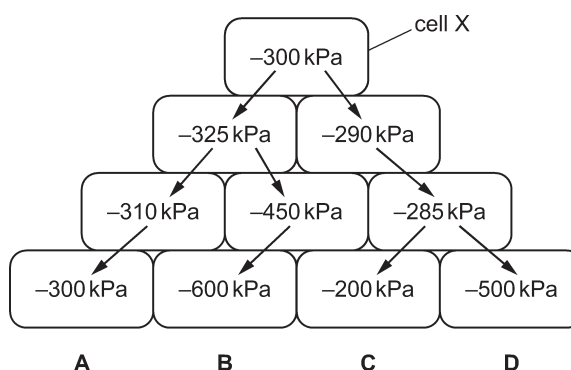 cell X
–300 kPa
–325 kPa –290 kPa
–310 kPa –450 kPa –285 kPa
–300 kPa –600 kPa –200 kPa –500 kPa
A B C D